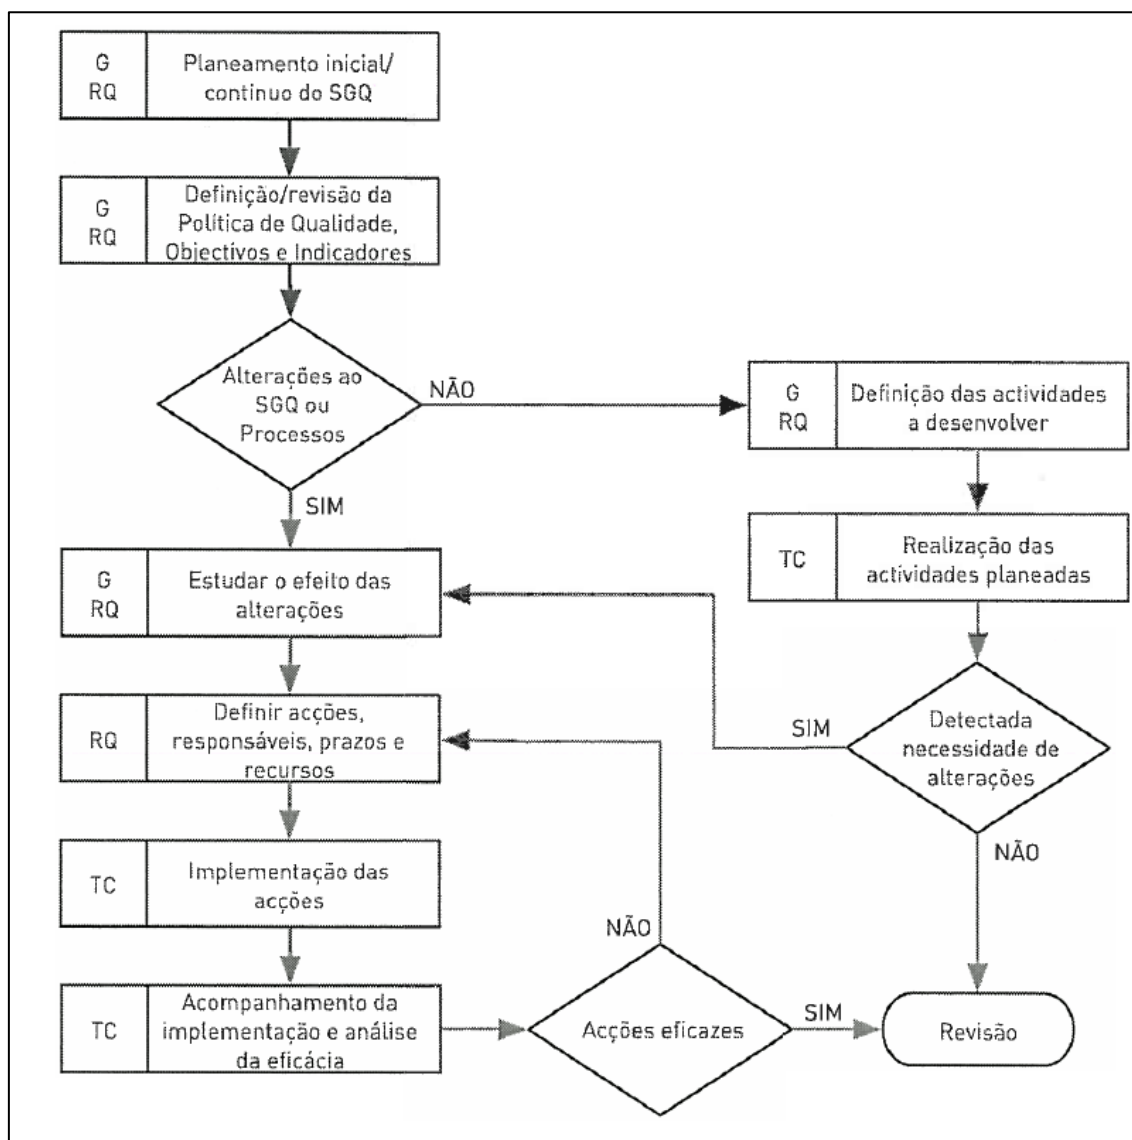 G
RQ
Planeamento inicial/
contínuo do SGQ
G
RQ
Definição/revisão da
Política de Qualidade,
Objectivos e Indicadores
Alterações ao
SGQ ou
Processos
NÃO
SIM
G
RQ
Definição das actividades
a desenvolver
TC
Realização das
actividades planeadas
G
RQ
Estudar o efeito das
alterações
SIM
Detectada
necessidade de
alterações
NÃO
RQ
Definir acções,
responsáveis, prazos e
recursos
TC
Implementação das
acções
NÃO
TC
Acompanhamento da
implementação e análise
da eficácia
Acções eficazes
SIM
Revisão